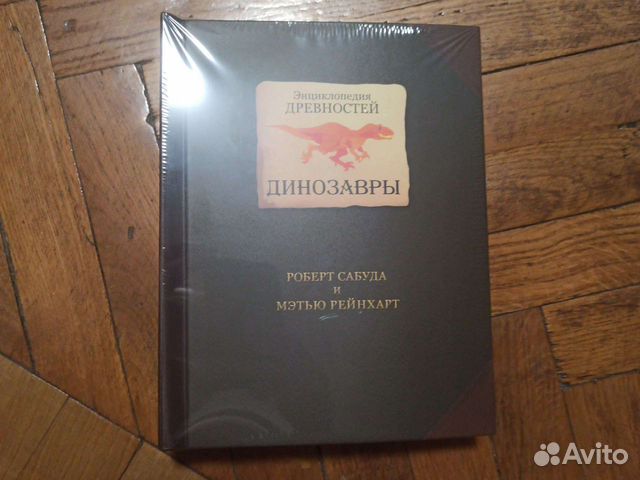 Энциклопедия
ДРЕВНОСТЕЙ
ДИНОЗАВРЫ
РОБЕРТ САБУДА
И
МЭТЬЮ РЕЙНХАРТ
Avito